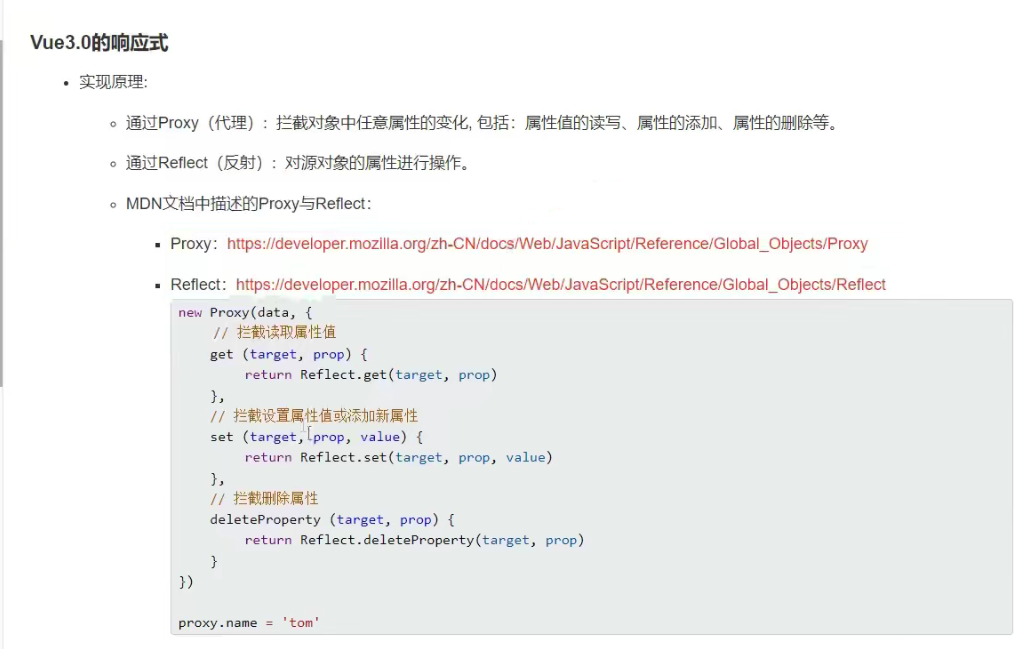 Vue3.0的响应式
实现原理:
通过Proxy（代理）: 拦截对象中任意属性的变化, 包括：属性值的读写、属性的添加、属性的删除等。
通过Reflect（反射）: 对源对象的属性进行操作。
MDN文档中描述的Proxy与Reflect：
Proxy：https://developer.mozilla.org/zh-CN/docs/Web/JavaScript/Reference/Global_Objects/Proxy
Reflect：https://developer.mozilla.org/zh-CN/docs/Web/JavaScript/Reference/Global_Objects/Reflect
new Proxy(data, {
    // 拦截读取属性值
    get (target, prop) {
        return Reflect.get(target, prop)
    },
    // 拦截设置属性值或添加新属性
    set (target, prop, value) {
        return Reflect.set(target, prop, value)
    },
    // 拦截删除属性
    deleteProperty (target, prop) {
        return Reflect.deleteProperty(target, prop)
    }
})
proxy.name = 'tom'